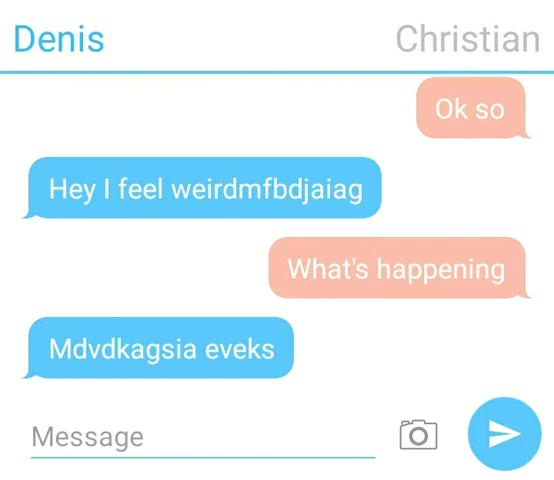 Denis
Christian
Ok so
Hey I feel weirdmfbdjaiag
What's happening
Mdvdkagsia eveks
Message